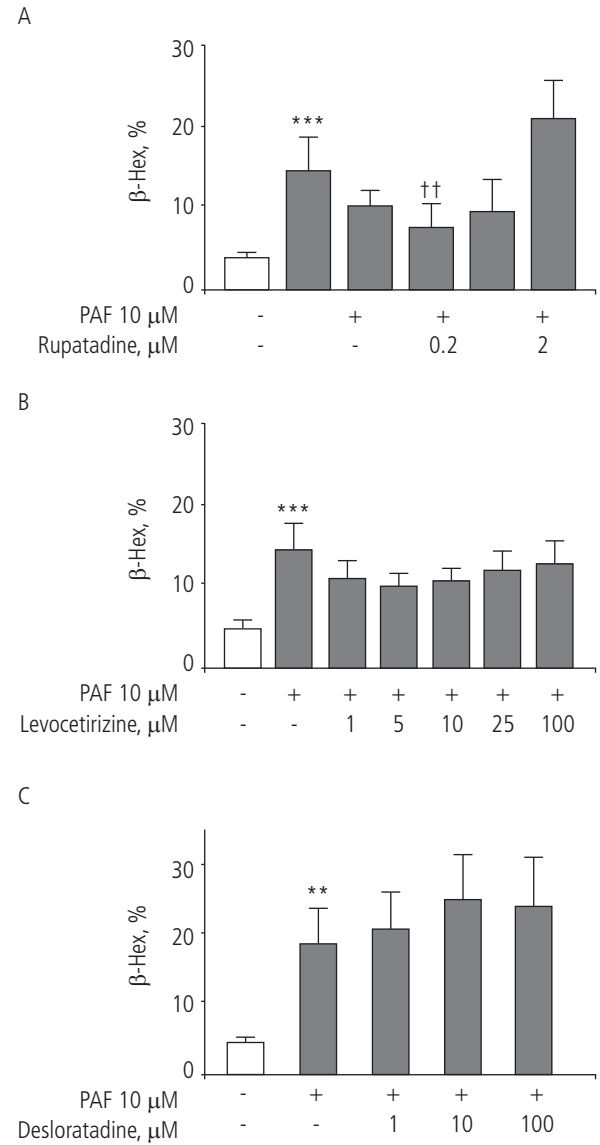 A
30
20
10
0
β-Hex, %
***
††
PAF 10 μM - + + +
Rupatadine, μM - - 0.2 2
B
30
20
10
0
β-Hex, %
***
PAF 10 μM - + + + + + +
Levocetirizine, μM - - 1 5 10 25 100
C
30
20
10
0
β-Hex, %
**
PAF 10 μM - + + + +
Desloratadine, μM - - 1 10 100